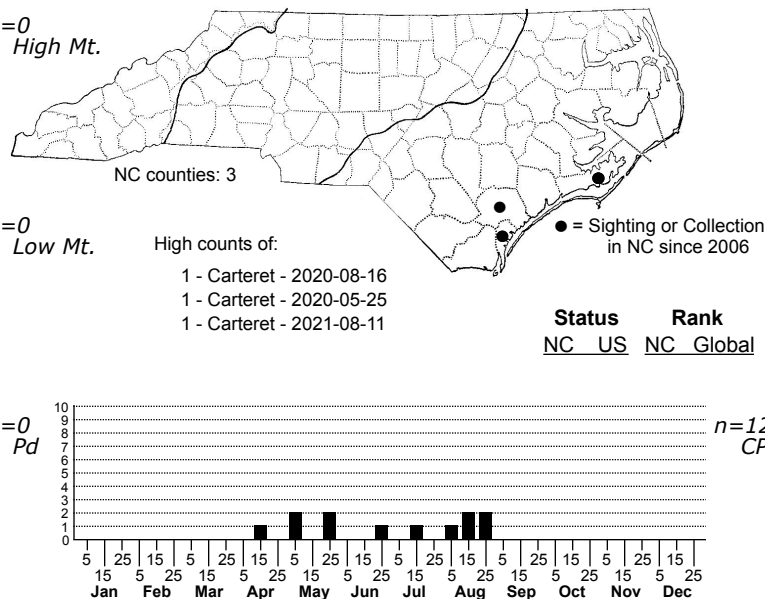 =0
High Mt.
NC counties: 3
=0
Low Mt.
High counts of:
1 - Carteret - 2020-08-16
1 - Carteret - 2020-05-25
1 - Carteret - 2021-08-11
● = Sighting or Collection
in NC since 2006
Status Rank
NC US NC Global
=0
Pd
n=12
CP
10
9
8
7
6
5
4
3
2
1
0
5 25 5 25 5 25 5 25 5 25 5 25 5 25 5 25 5 25 5 25 5 25 5 25
15 15 15 15 15 15 15 15 15 15 15 15
Jan Feb Mar Apr May Jun Jul Aug Sep Oct Nov Dec